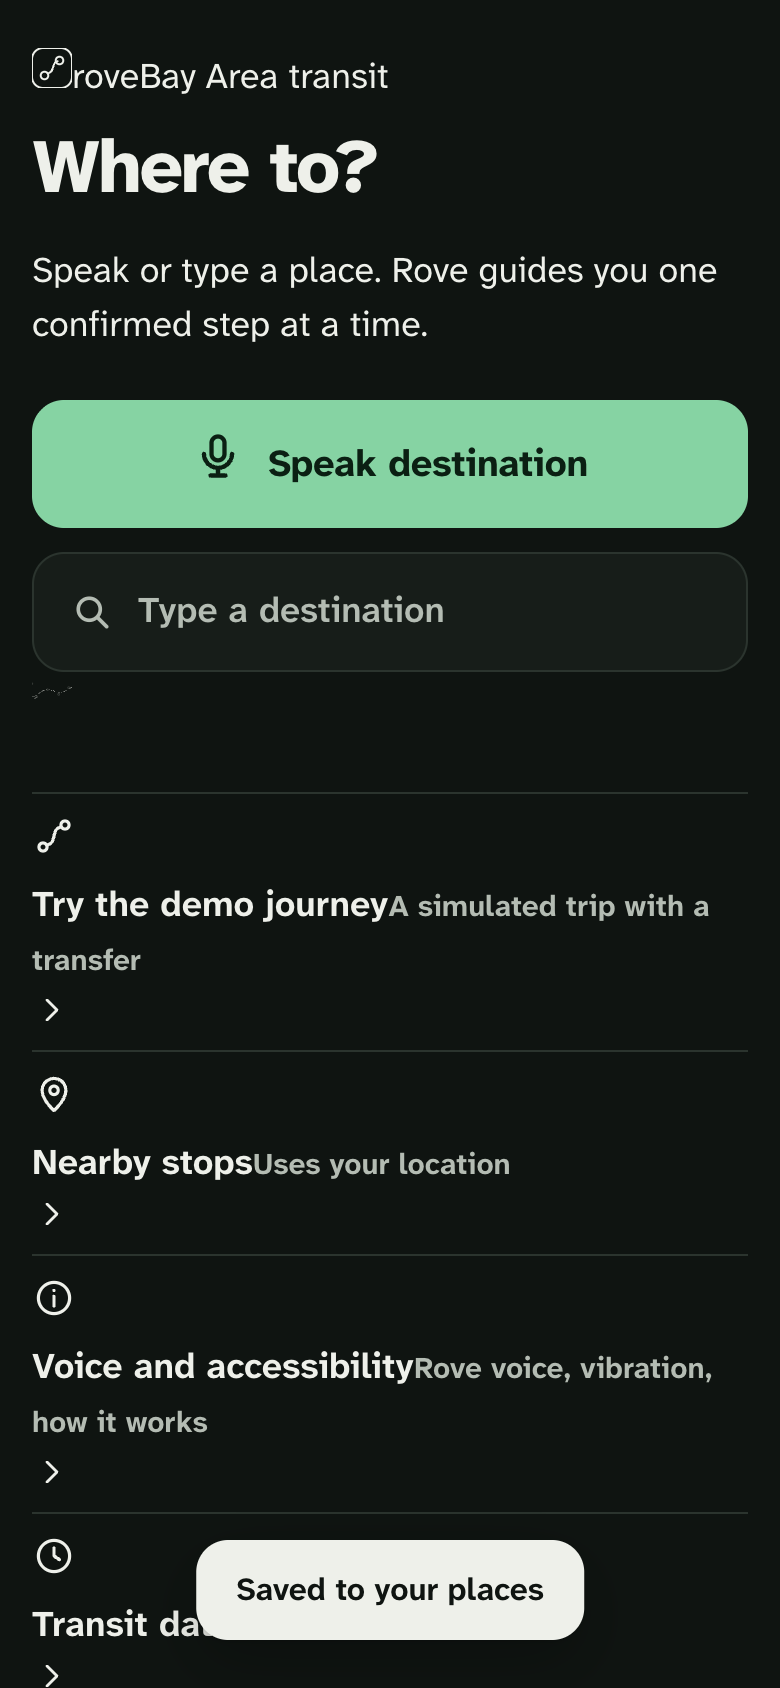 roveBay Area transit
Where to?
Speak or type a place. Rove guides you one
confirmed step at a time.
Speak destination
Type a destination
Try the demo journeyA simulated trip with a
transfer
Nearby stopsUses your location
Voice and accessibilityRove voice, vibration,
how it works
Transit
Saved to your places